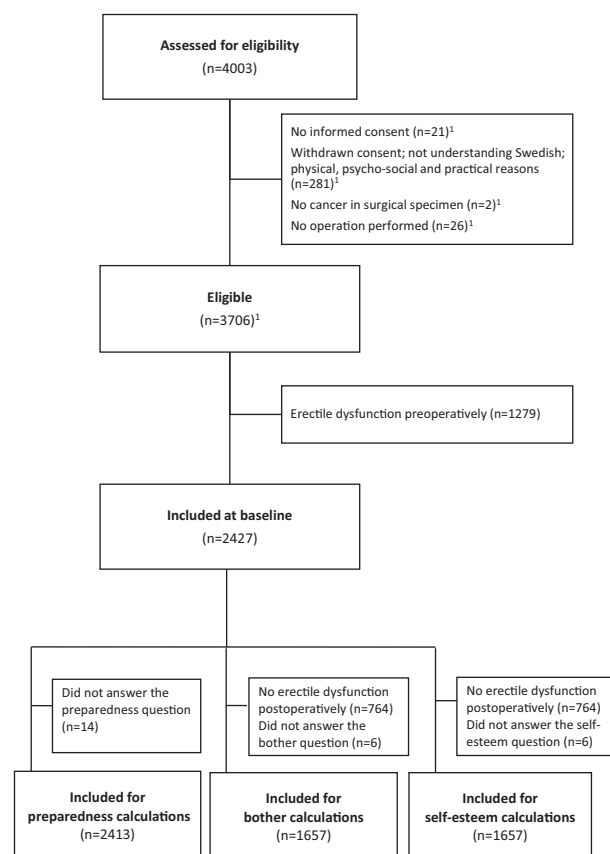 Assessed for eligibility
(n=4003)
No informed consent (n=21)¹
Withdrawn consent; not understanding Swedish;
physical, psycho-social and practical reasons
(n=281)¹
No cancer in surgical specimen (n=2)¹
No operation performed (n=26)¹
Eligible
(n=3706)¹
Erectile dysfunction preoperatively (n=1279)
Included at baseline
(n=2427)
Did not answer the
preparedness question
(n=14)
No erectile dysfunction
postoperatively (n=764)
Did not answer the
bother question (n=6)
No erectile dysfunction
postoperatively (n=764)
Did not answer the self-
esteem question (n=6)
Included for
preparedness calculations
(n=2413)
Included for
bother calculations
(n=1657)
Included for
self-esteem calculations
(n=1657)